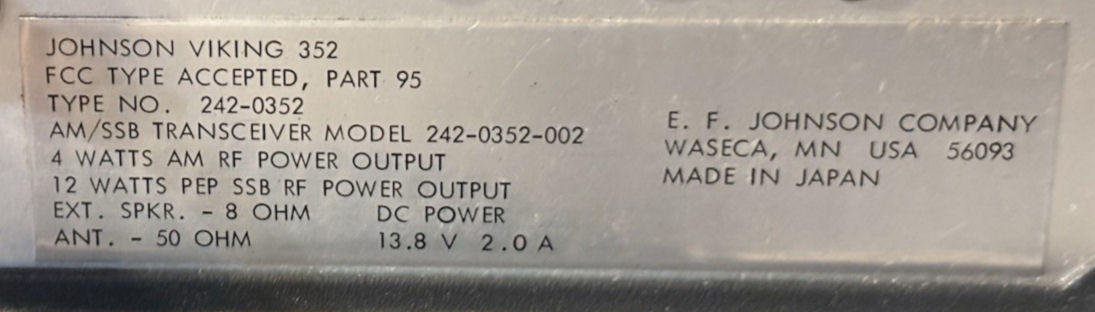 JOHNSON VIKING 352
FCC TYPE ACCEPTED, PART 95
TYPE NO. 242-0352
AM/SSB TRANSCEIVER MODEL 242-0352-002
4 WATTS AM RF POWER OUTPUT
12 WATTS PEP SSB RF POWER OUTPUT
EXT. SPKR. - 8 OHM DC POWER
ANT. - 50 OHM 13.8 V 2.0 A
E. F. JOHNSON COMPANY
WASECA, MN USA 56093
MADE IN JAPAN